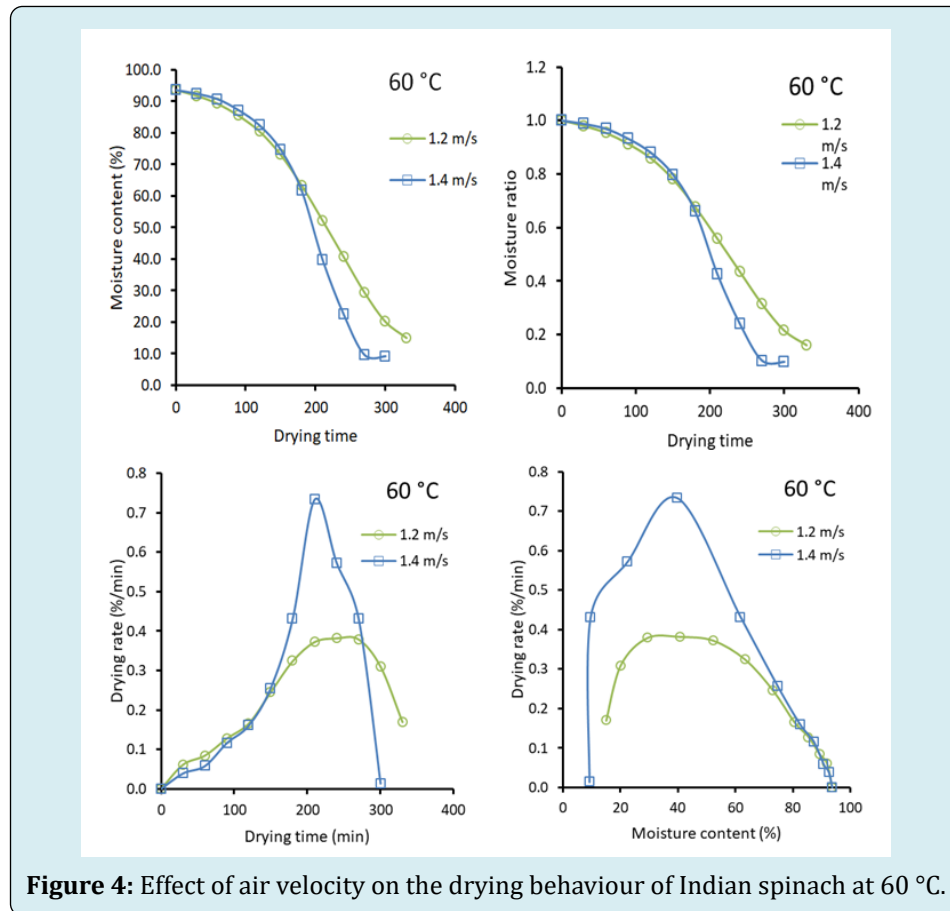 100.0
90.0
80.0
70.0
60.0
50.0
40.0
30.0
20.0
10.0
0.0
Moisture content (%)
60 °C
1.2 m/s
1.4 m/s
0
100
200
300
400
Drying time
1.2
1.0
0.8
0.6
0.4
0.2
0.0
Moisture ratio
60 °C
1.2
m/s
1.4
m/s
0
100
200
300
400
Drying time
0.8
0.7
0.6
0.5
0.4
0.3
0.2
0.1
0.0
Drying rate (%/min)
60 °C
1.2 m/s
1.4 m/s
0
100
200
300
400
Drying time (min)
0.8
0.7
0.6
0.5
0.4
0.3
0.2
0.1
0.0
Drying rate (%/min)
60 °C
1.2 m/s
1.4 m/s
0
20
40
60
80
100
Moisture content (%)
Figure 4: Effect of air velocity on the drying behaviour of Indian spinach at 60 °C.